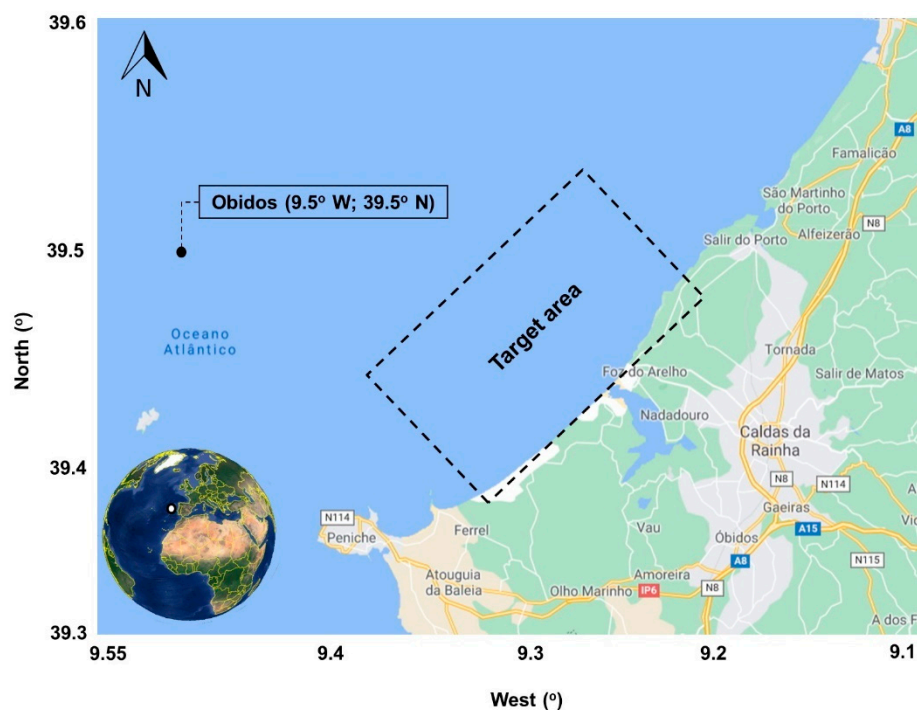 39.6
N
A8
Famalicão
Obidos (9.5º W; 39.5º N)
São Martinho
do Porto
N8
Alfeizerão
Salir do Porto
39.5
Oceano
Atlântico
Target area
North (º)
Tornada
Foz do Arelho
Salir de Matos
Nadadouro
Caldas da
Rainha
39.4
N8
N114
Gaeiras
N114
Peniche
Ferrel
Vau
Óbidos
A15
Vi
A8
N115
Atouguia
da Baleia
Amoreira
Olho Marinho
IP6
N8
A dos F
39.3
9.55
9.4
9.3
9.2
9.1
West (º)